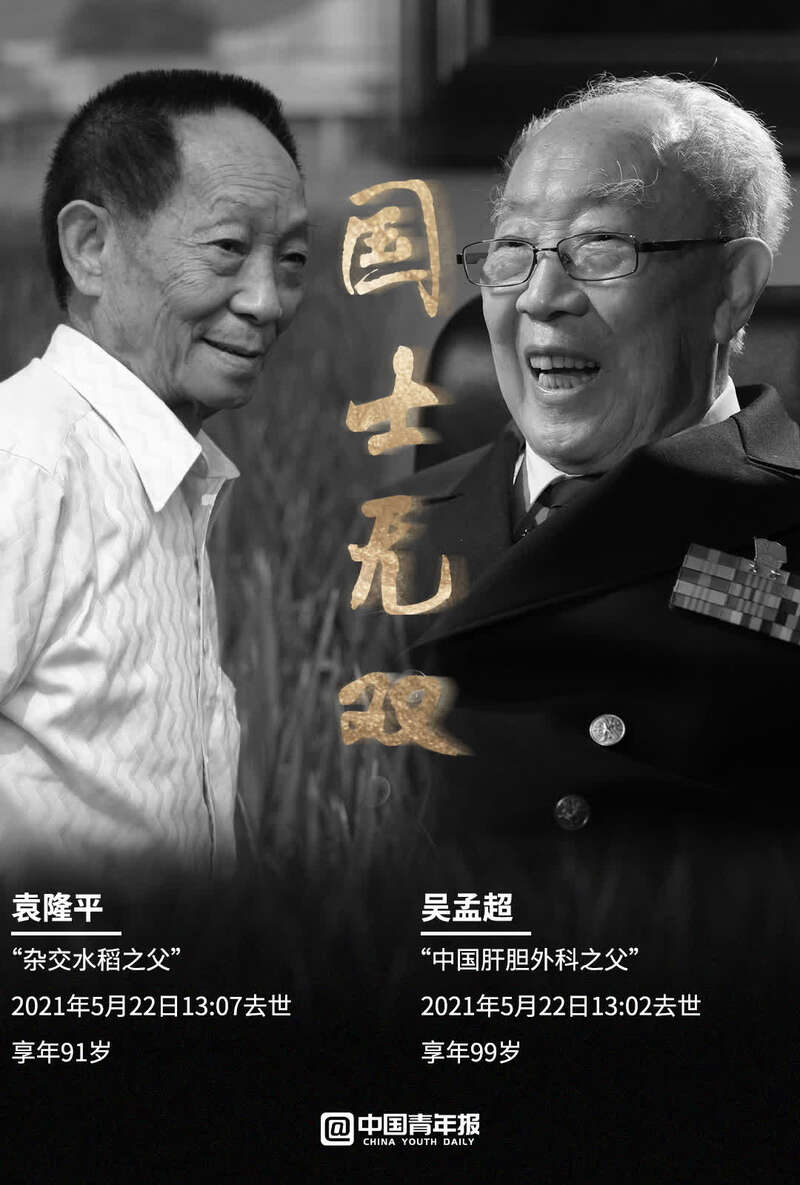 国士无双
袁隆平
“杂交水稻之父”
2021年5月22日13:07去世
享年91岁
吴孟超
“中国肝胆外科之父”
2021年5月22日13:02去世
享年99岁
@中国青年报
CHINA YOUTH DAILY